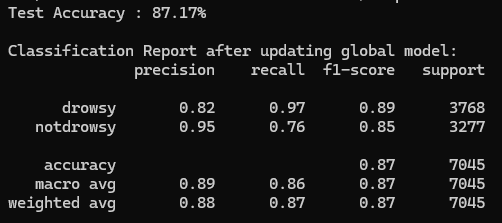 Test Accuracy : 87.17%
Classification Report after updating global model:
precision recall f1-score support
drowsy 0.82 0.97 0.89 3768
notdrowsy 0.95 0.76 0.85 3277
accuracy 0.87 7045
macro avg 0.89 0.86 0.87 7045
weighted avg 0.88 0.87 0.87 7045